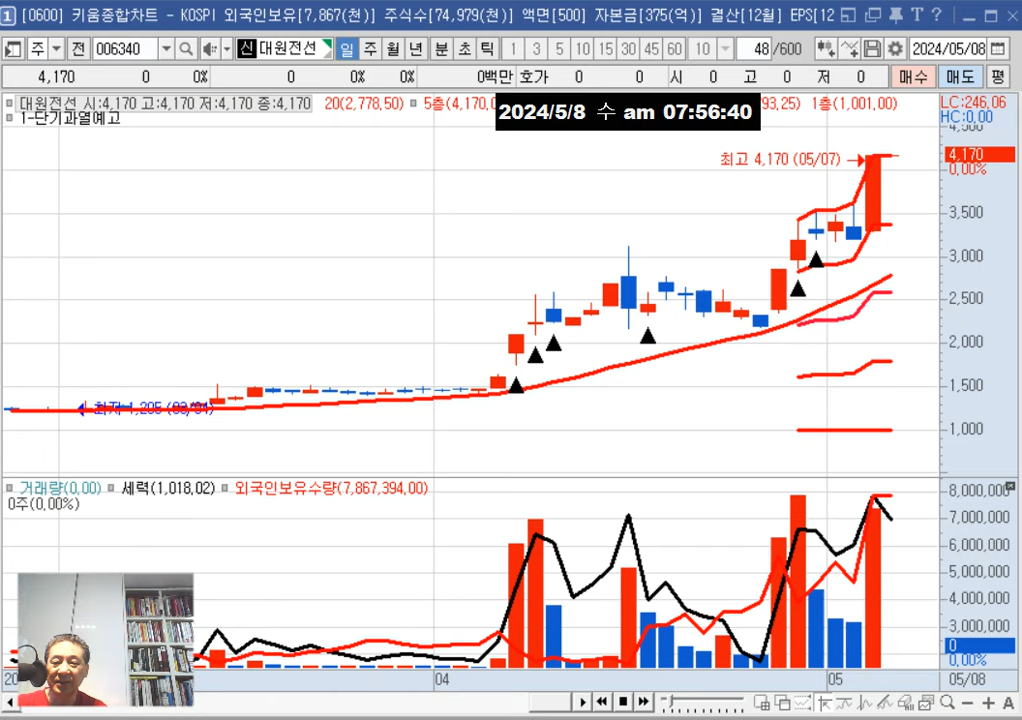 1 [0600] 키움종합차트 - KOSPI 외국인보유[7,867(천)] 주식수[74,979(천)] 액면[500] 자본금[375(억)] 결산[12월] EPS[12
주 전 006340 신 대원전선 일 주 월 년 분 초 틱 1 3 5 10 15 30 45 60 10 48 /600 2024/05/08
4,170 0 0% 0 0% 0% 0백만 호가 0 0 시 0 고 0 저 0 매수 매도 평
대원전선 시:4,170 고:4,170 저:4,170 종:4,170 20(2,778,50) 5층(4,170,0 93,25) 1층(1,001,00) LC:246,06
2024/5/8 수 am 07:56:40
1-단기과열예고 HC:0,00
4,500
최고 4,170 (05/07) 4,170
0,00%
3,500
3,000
2,500
2,000
1,500
최저 1,205 (03/04)
1,000
거래량(0,00) 세력(1,018,02) 외국인보유수량(7,867,394,00) 8,000,000
0주(0,00%)
7,000,000
6,000,000
5,000,000
4,000,000
3,000,000
0
0,00%
20 04 05 05/08